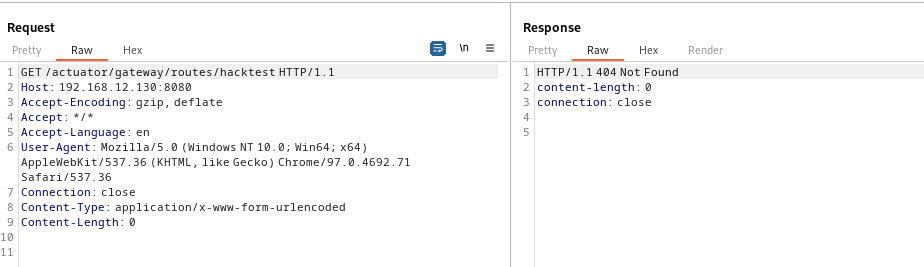 Request
Pretty Raw Hex \n
1 GET /actuator/gateway/routes/hacktest HTTP/1.1
2 Host: 192.168.12.130:8080
3 Accept-Encoding: gzip, deflate
4 Accept: */*
5 Accept-Language: en
6 User-Agent: Mozilla/5.0 (Windows NT 10.0; Win64; x64)
AppleWebKit/537.36 (KHTML, like Gecko) Chrome/97.0.4692.71
Safari/537.36
7 Connection: close
8 Content-Type: application/x-www-form-urlencoded
9 Content-Length: 0
10
11
Response
Pretty Raw Hex Render
1 HTTP/1.1 404 Not Found
2 content-length: 0
3 connection: close
4
5